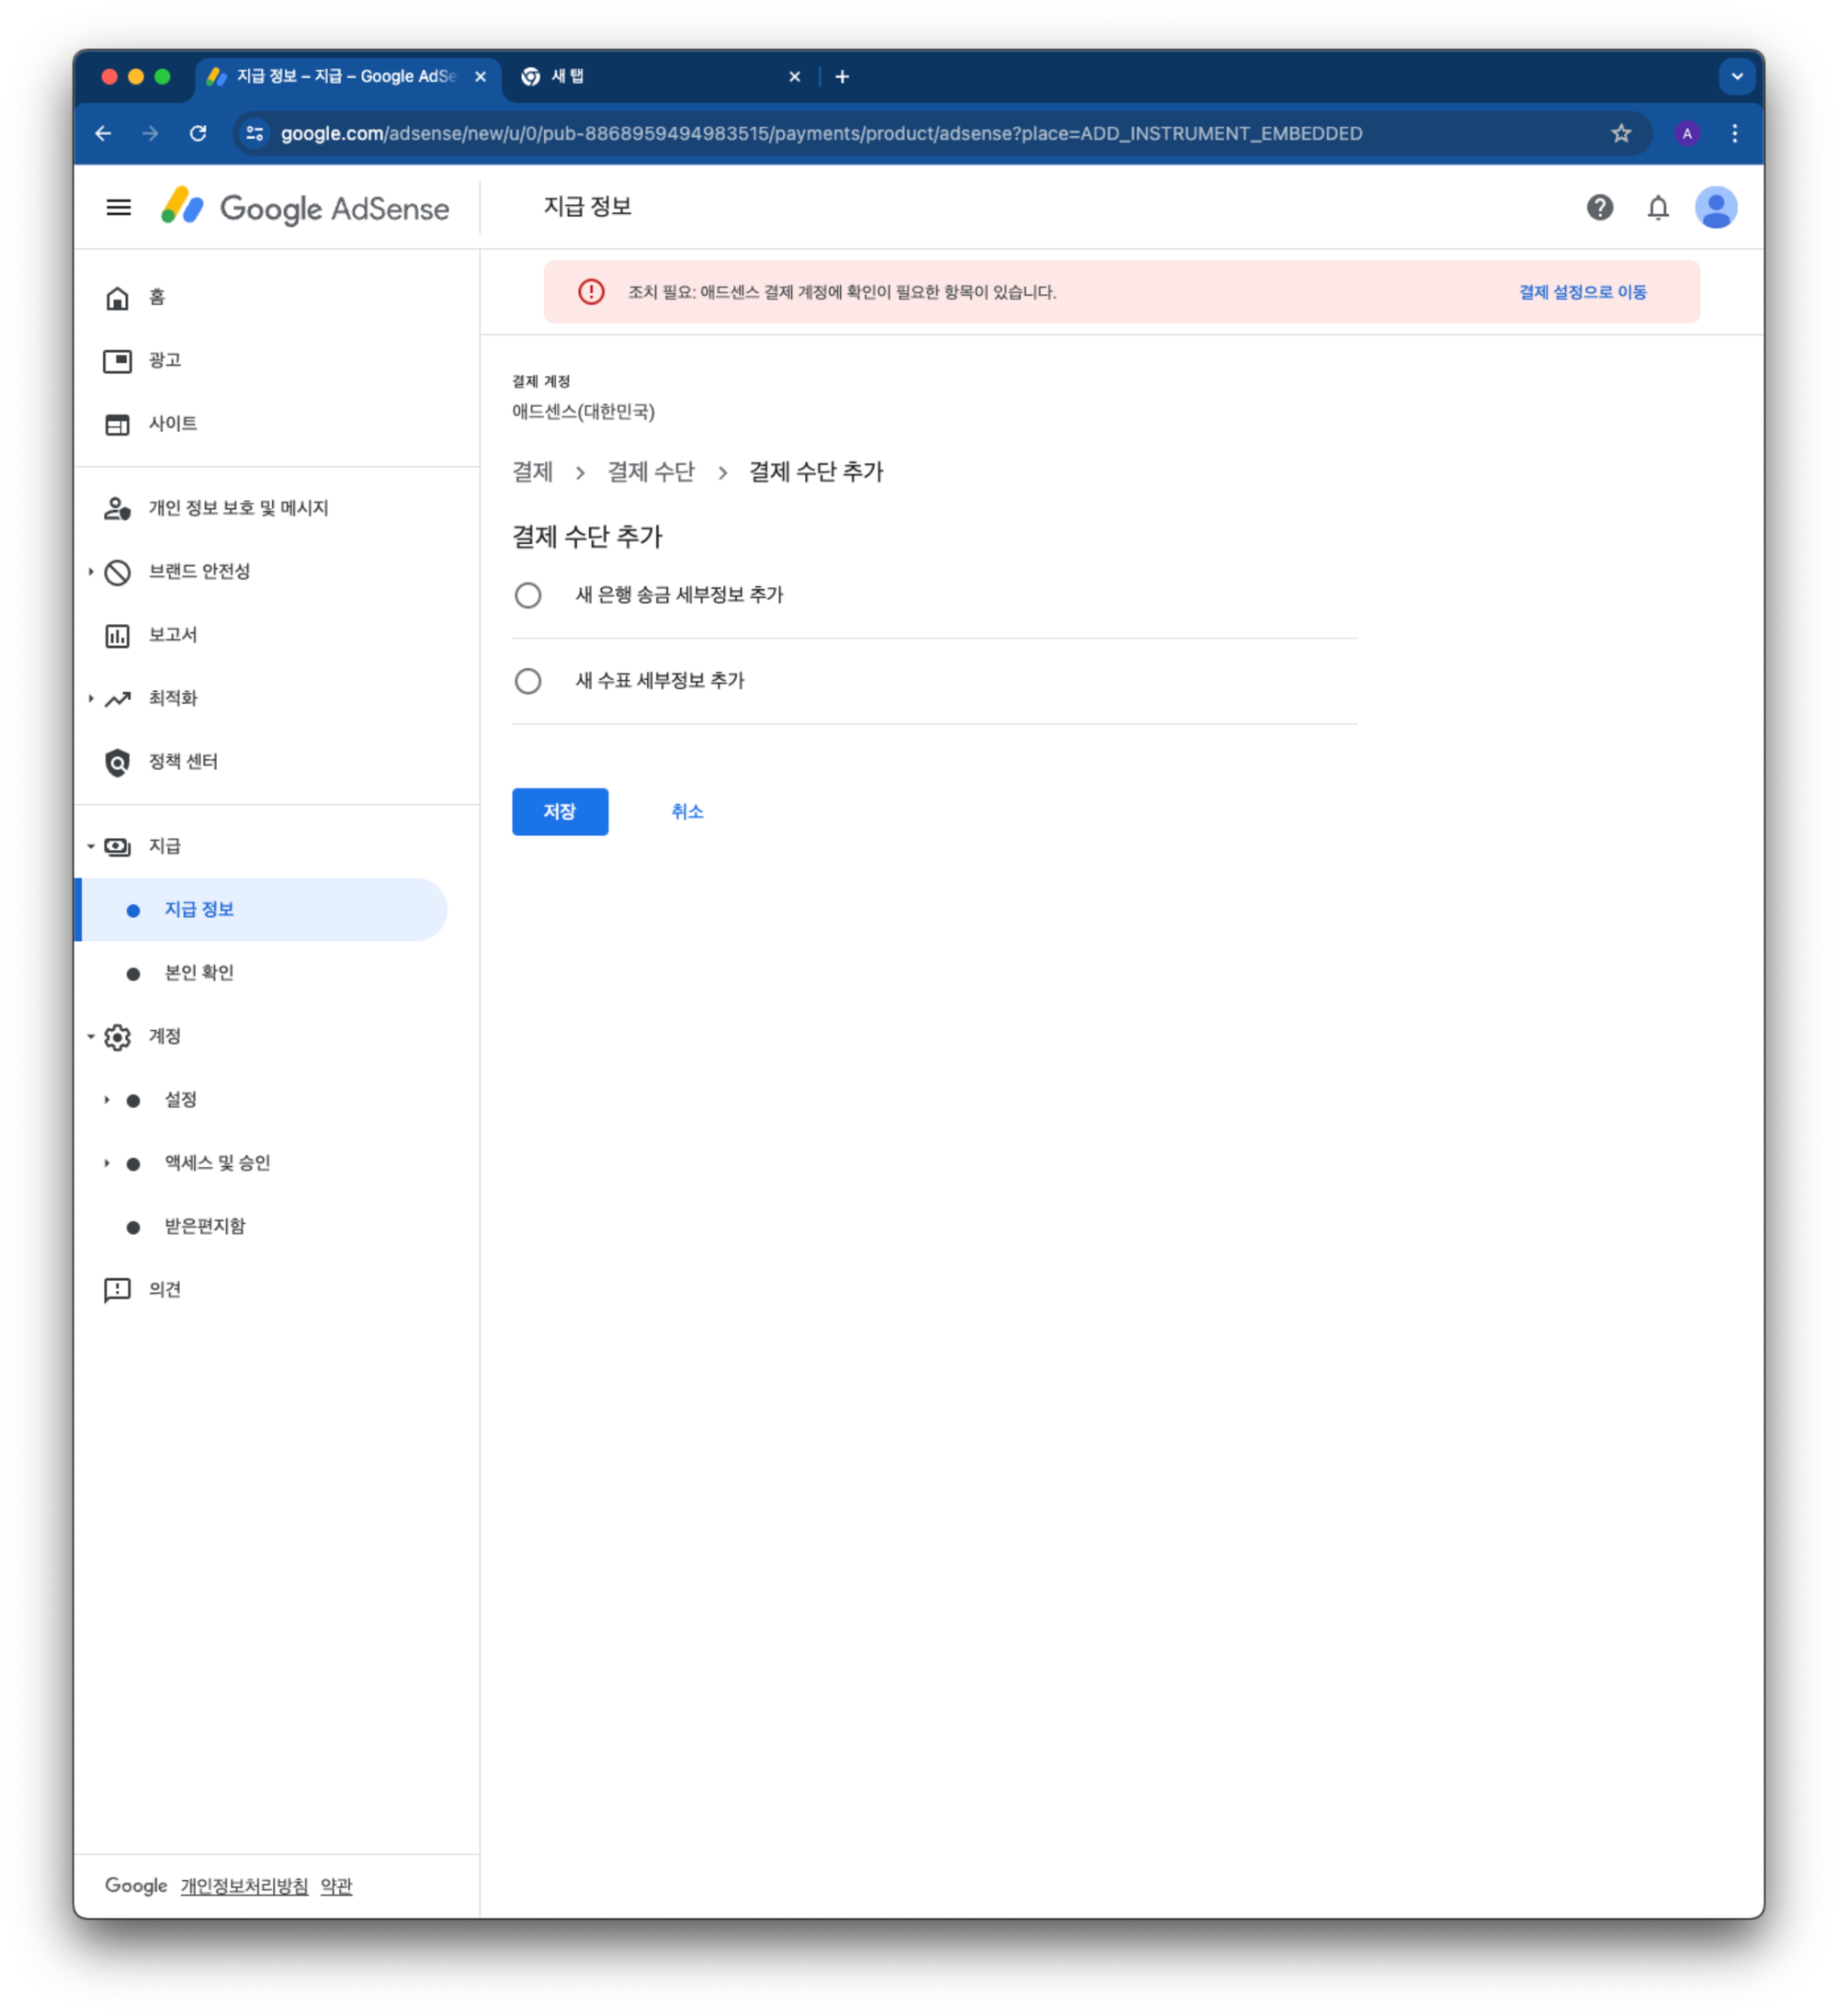 지급 정보 – 지급 – Google AdSe
새 탭
google.com/adsense/new/u/0/pub-8868959494983515/payments/product/adsense?place=ADD_INSTRUMENT_EMBEDDED
A
Google AdSense
지급 정보
홈
광고
사이트
개인 정보 보호 및 메시지
브랜드 안전성
보고서
최적화
정책 센터
지급
지급 정보
본인 확인
계정
설정
액세스 및 승인
받은편지함
의견
Google 개인정보처리방침 약관
조치 필요: 애드센스 결제 계정에 확인이 필요한 항목이 있습니다.
결제 설정으로 이동
결제 계정
애드센스(대한민국)
결제 > 결제 수단 > 결제 수단 추가
결제 수단 추가
새 은행 송금 세부정보 추가
새 수표 세부정보 추가
저장
취소